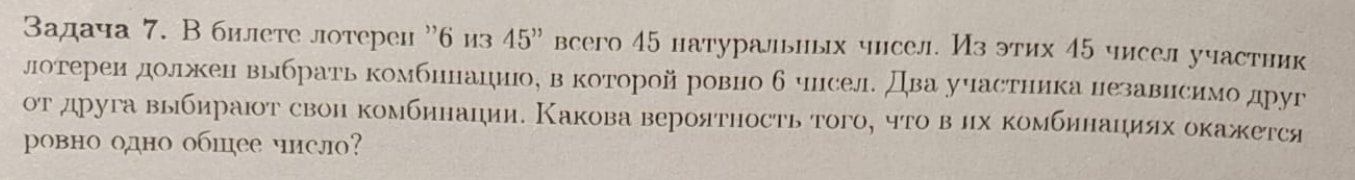 Задача 7. В билете лотереи "6 из 45" всего 45 натуральных чисел. Из этих 45 чисел участник
лотереи должен выбрать комбинацию, в которой ровно 6 чисел. Два участника независимо друг
от друга выбирают свои комбинации. Какова вероятность того, что в их комбинациях окажется
ровно одно общее число?